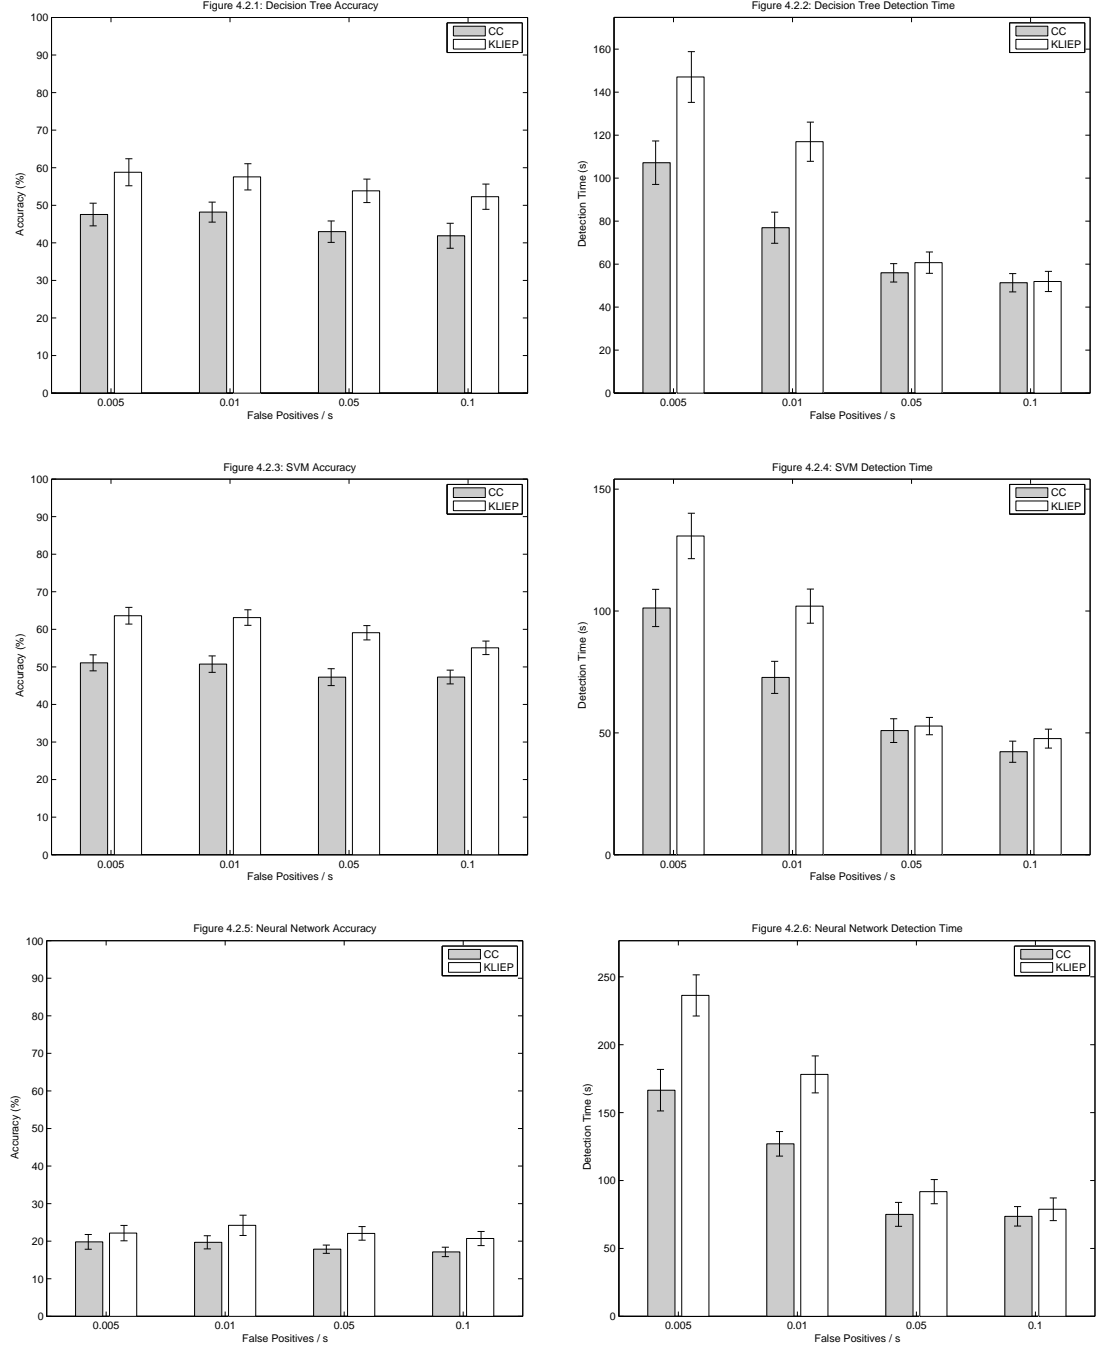 Figure 4.2.1: Decision Tree Accuracy
100
90
80
70
60
50
40
30
20
10
0
Accuracy (%)
CC
KLIEP
0.005
0.01
0.05
0.1
False Positives / s
Figure 4.2.2: Decision Tree Detection Time
160
140
120
100
80
60
40
20
0
Detection Time (s)
CC
KLIEP
0.005
0.01
0.05
0.1
False Positives / s
Figure 4.2.3: SVM Accuracy
100
90
80
70
60
50
40
30
20
10
0
Accuracy (%)
CC
KLIEP
0.005
0.01
0.05
0.1
False Positives / s
Figure 4.2.4: SVM Detection Time
150
100
50
0
Detection Time (s)
CC
KLIEP
0.005
0.01
0.05
0.1
False Positives / s
Figure 4.2.5: Neural Network Accuracy
100
90
80
70
60
50
40
30
20
10
0
Accuracy (%)
CC
KLIEP
0.005
0.01
0.05
0.1
False Positives / s
Figure 4.2.6: Neural Network Detection Time
250
200
150
100
50
0
Detection Time (s)
CC
KLIEP
0.005
0.01
0.05
0.1
False Positives / s